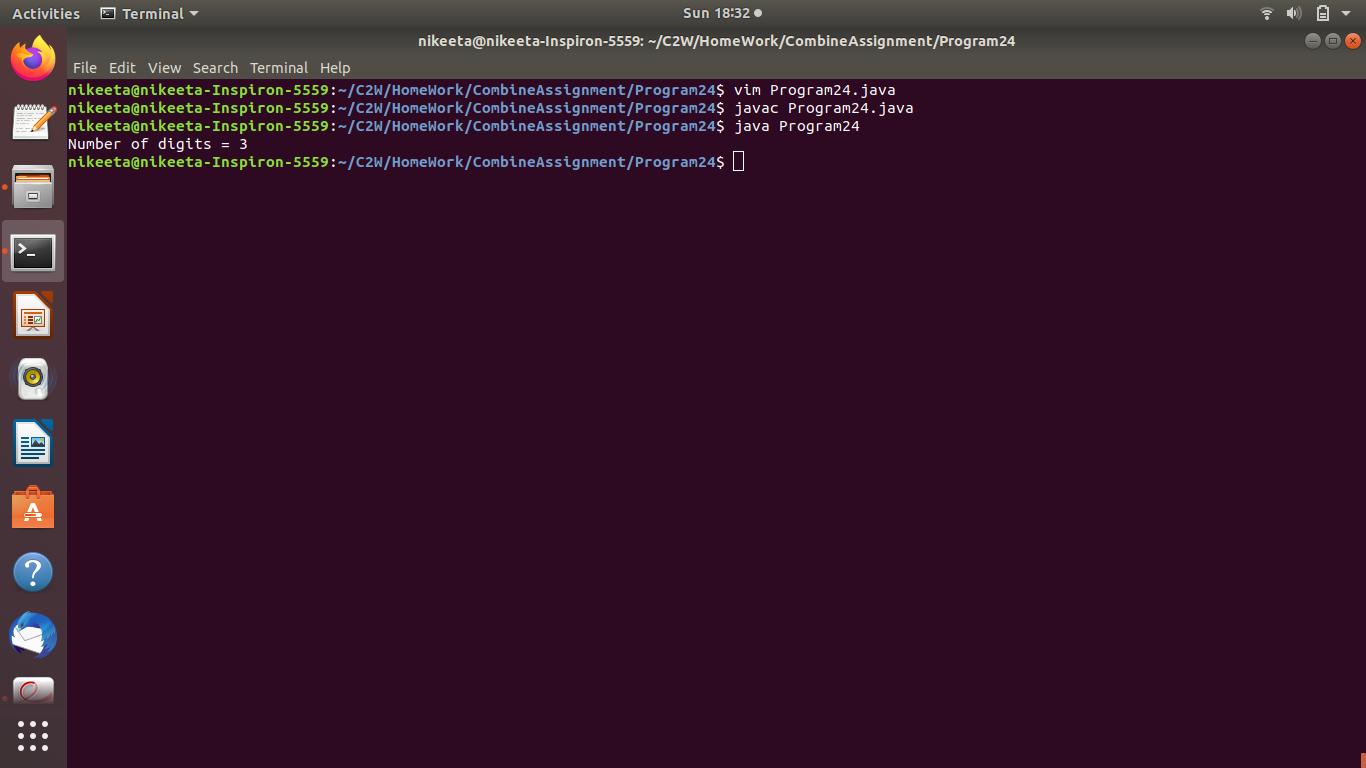 Activities Terminal Sun 18:32
nikeeta@nikeeta-Inspiron-5559: ~/C2W/HomeWork/CombineAssignment/Program24
File Edit View Search Terminal Help
nikeeta@nikeeta-Inspiron-5559:~/C2W/HomeWork/CombineAssignment/Program24$ vim Program24.java
nikeeta@nikeeta-Inspiron-5559:~/C2W/HomeWork/CombineAssignment/Program24$ javac Program24.java
nikeeta@nikeeta-Inspiron-5559:~/C2W/HomeWork/CombineAssignment/Program24$ java Program24
Number of digits = 3
nikeeta@nikeeta-Inspiron-5559:~/C2W/HomeWork/CombineAssignment/Program24$